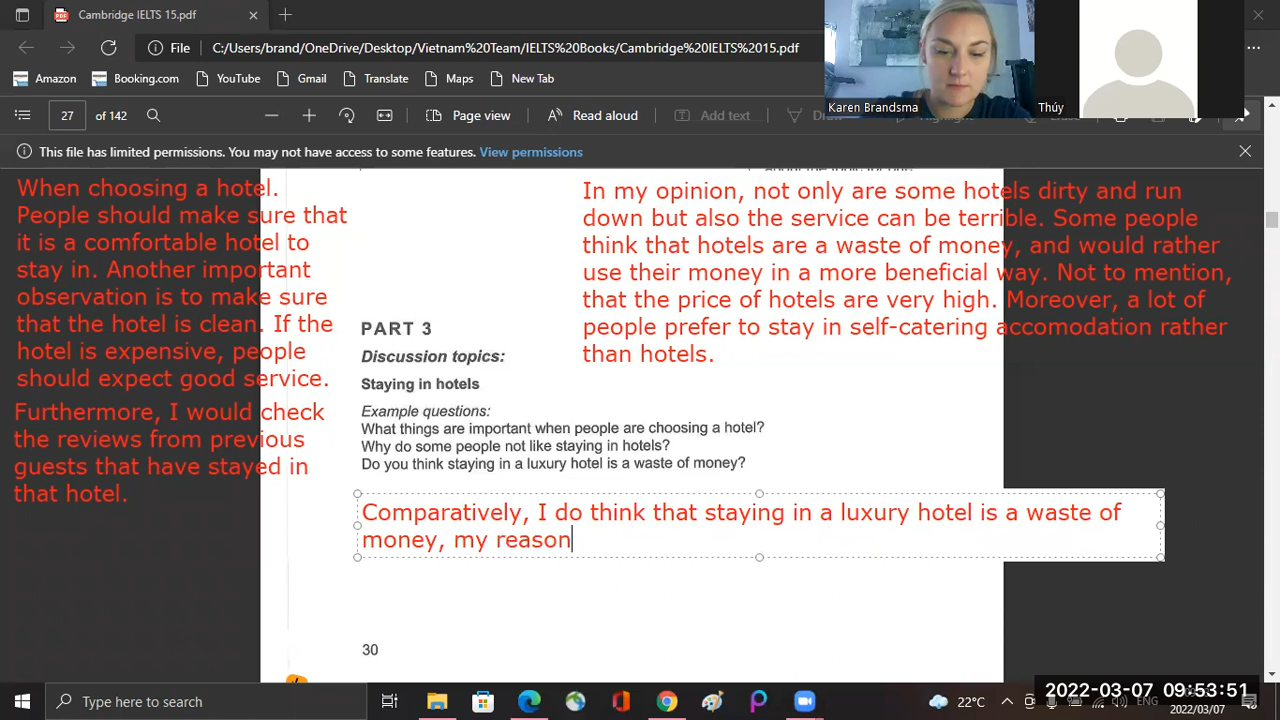 Cambridge IELTS 15.pdf
File
C:/Users/brand/OneDrive/Desktop/Vietnam%20Team/IELTS%20Books/Cambridge%20IELTS%2015.pdf
Amazon
Booking.com
YouTube
Gmail
Translate
Maps
New Tab
Karen Brandsma
Thúy
27
of 142
Page view
Read aloud
Add text
Draw
This file has limited permissions. You may not have access to some features. View permissions
When choosing a hotel.
People should make sure that
it is a comfortable hotel to
stay in. Another important
observation is to make sure
that the hotel is clean. If the
hotel is expensive, people
should expect good service.
Furthermore, I would check
the reviews from previous
guests that have stayed in
that hotel.
In my opinion, not only are some hotels dirty and run
down but also the service can be terrible. Some people
think that hotels are a waste of money, and would rather
use their money in a more beneficial way. Not to mention,
that the price of hotels are very high. Moreover, a lot of
people prefer to stay in self-catering accomodation rather
than hotels.
PART 3
Discussion topics:
Staying in hotels
Example questions:
What things are important when people are choosing a hotel?
Why do some people not like staying in hotels?
Do you think staying in a luxury hotel is a waste of money?
Comparatively, I do think that staying in a luxury hotel is a waste of
money, my reason
30
Type here to search
22°C
ENG
2022-03-07 09:53:51
2022/03/07